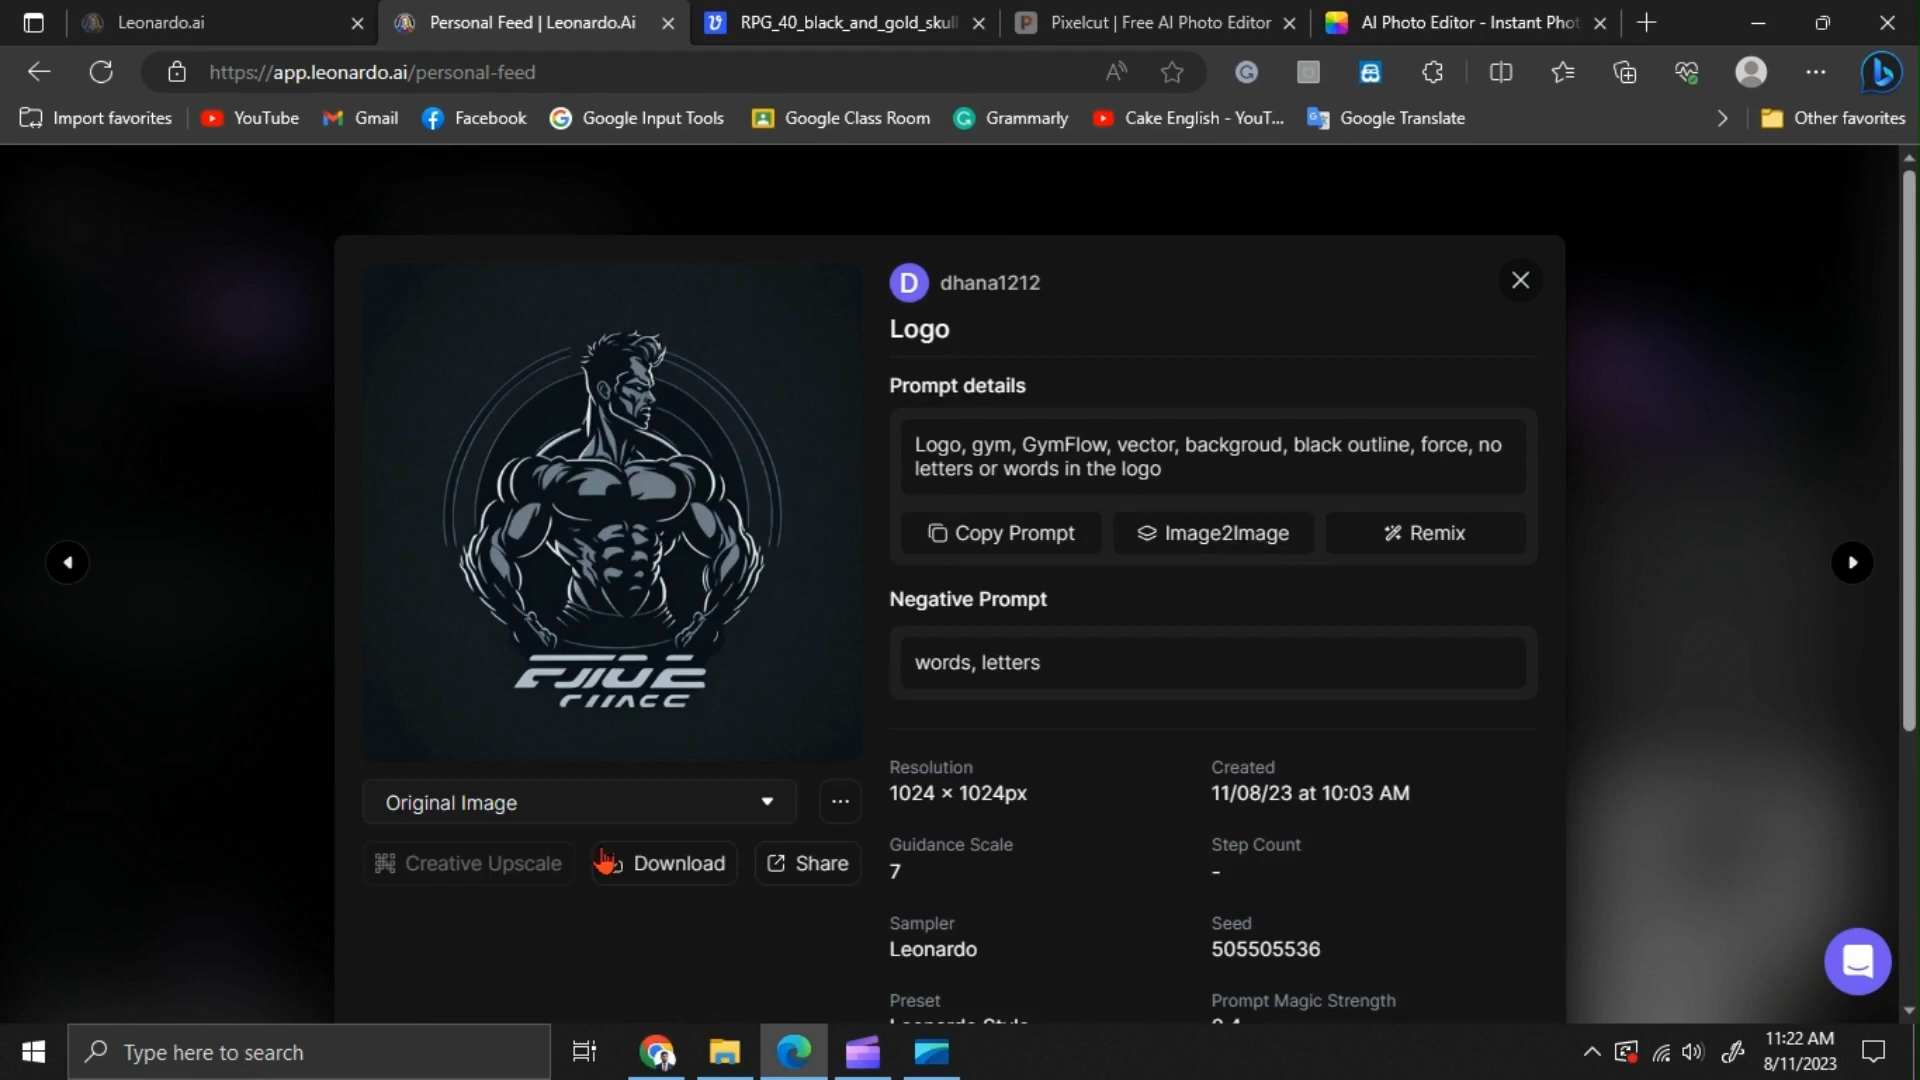 Leonardo.ai
Personal Feed | Leonardo.Ai
RPG_40_black_and_gold_skul
Pixelcut | Free AI Photo Editor
AI Photo Editor - Instant Phot
https://app.leonardo.ai/personal-feed
Import favorites
YouTube
Gmail
Facebook
Google Input Tools
Google Class Room
Grammarly
Cake English - YouT...
Google Translate
Other favorites
D
dhana1212
Logo
Prompt details
Logo, gym, GymFlow, vector, backgroud, black outline, force, no
letters or words in the logo
Copy Prompt
Image2Image
Remix
Negative Prompt
words, letters
Original Image
Creative Upscale
Download
Share
Resolution
1024 × 1024px
Created
11/08/23 at 10:03 AM
Guidance Scale
7
Step Count
-
Sampler
Leonardo
Seed
505505536
Preset
Prompt Magic Strength
Type here to search
11:22 AM
8/11/2023